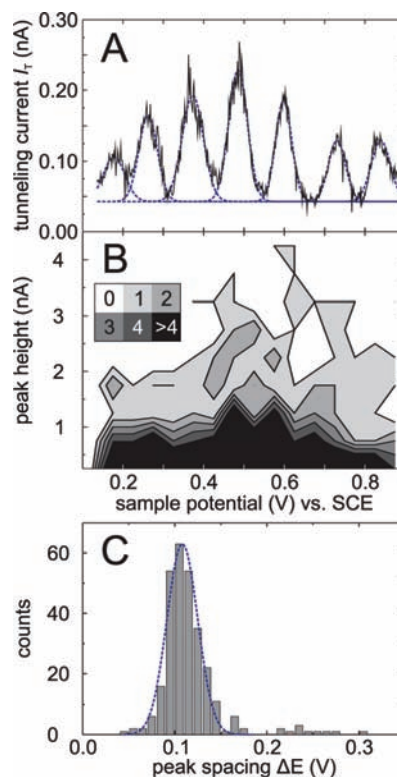 A
tunneling current I_T (nA)
0.30
0.20
0.10
0.00
B
peak height (nA)
4
3
2
1
0 1 2
3 4 >4
0.2 0.4 0.6 0.8
sample potential (V) vs. SCE
C
counts
60
40
20
0
0.0 0.1 0.2 0.3
peak spacing ΔE (V)